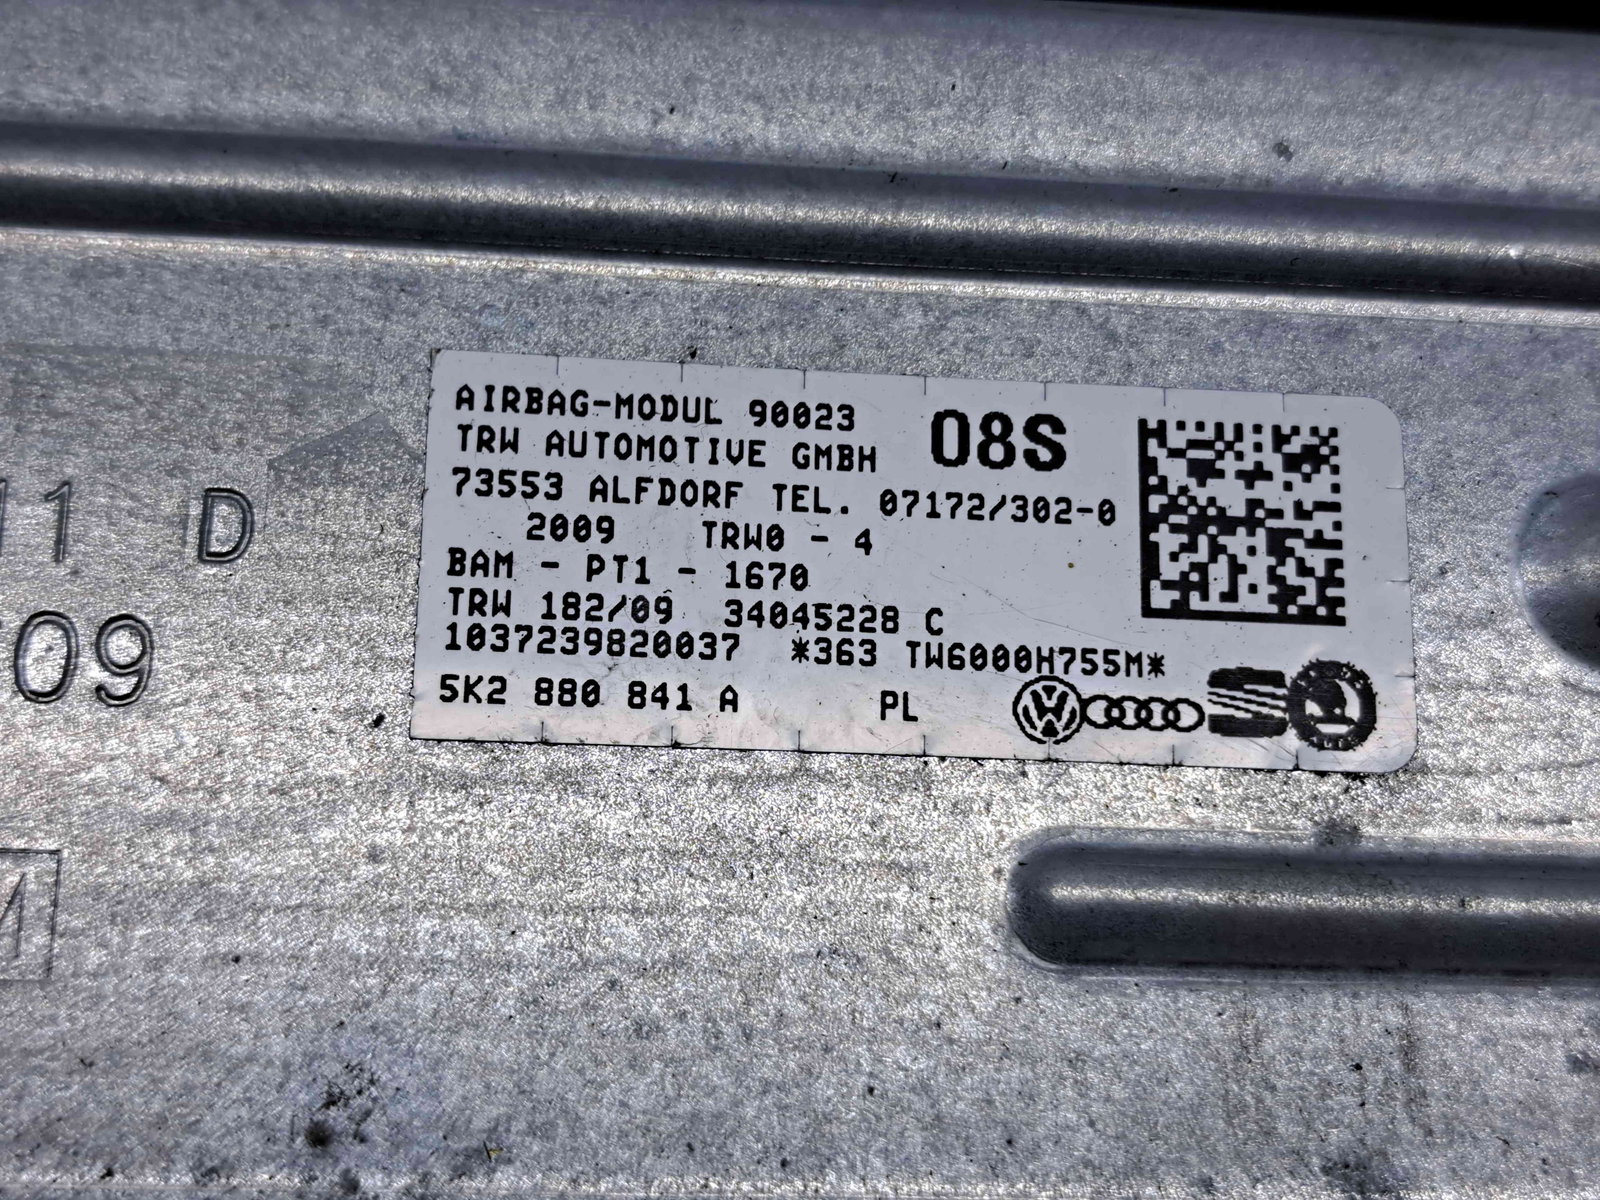 AIRBAG-MODUL 90023
08S
TRW AUTOMOTIVE GMBH
73553 ALFDORF TEL. 07172/302-0
2009 TRW0 - 4
BAM - PT1 - 1670
TRW 182/09 34045228 C
1037239820037 *363 TW6000H755M*
5K2 880 841 A PL
11 D
09